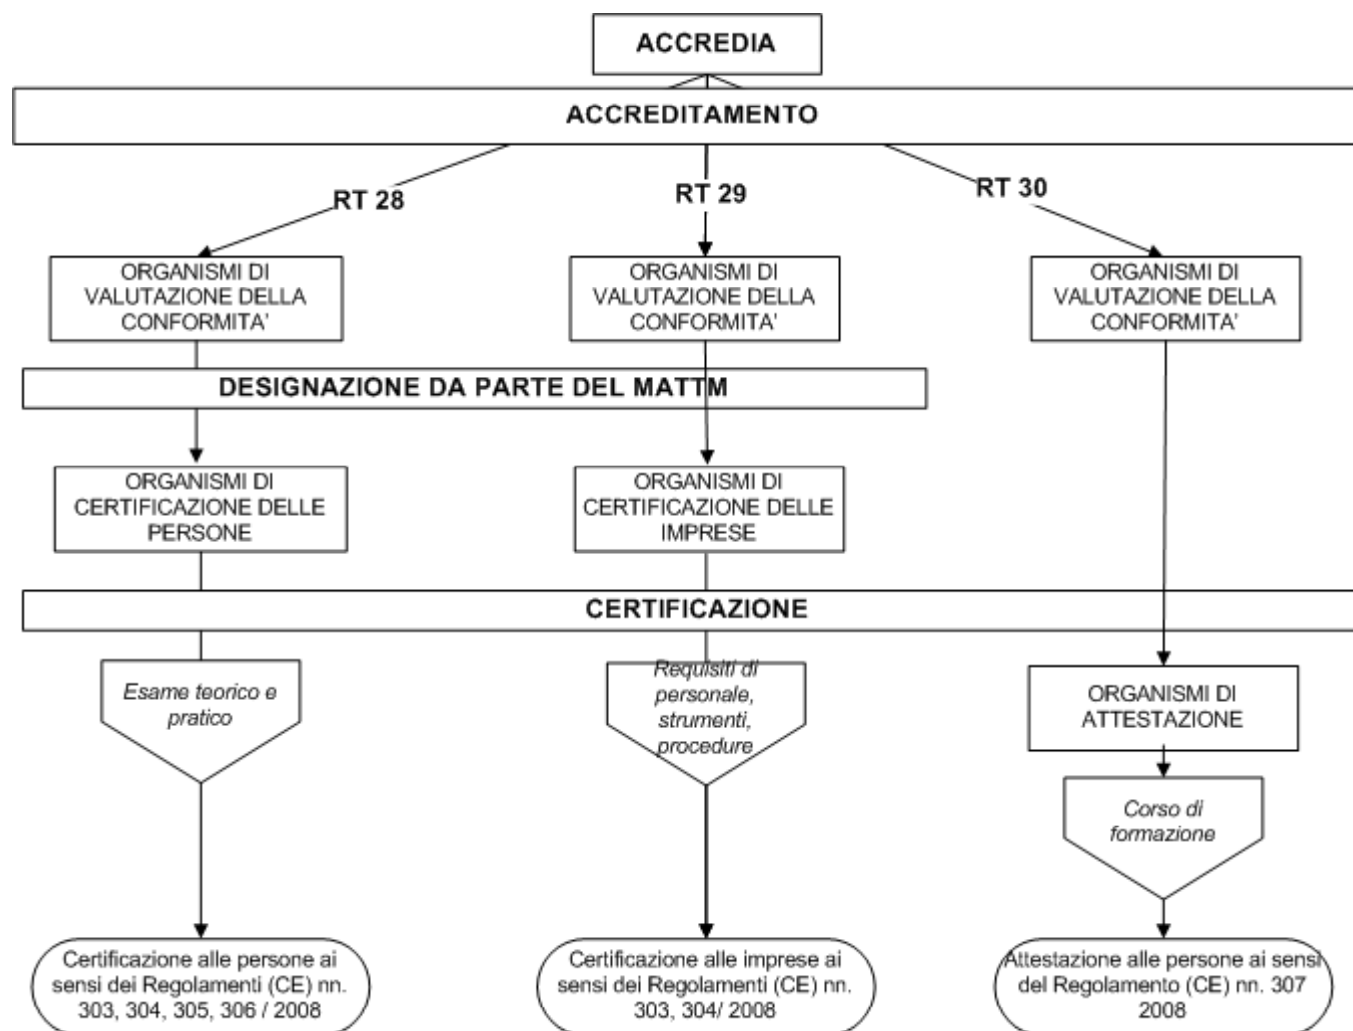 ACCREDIA
ACCREDITAMENTO
RT 28
RT 29
RT 30
ORGANISMI DI
VALUTAZIONE DELLA
CONFORMITA'
ORGANISMI DI
VALUTAZIONE DELLA
CONFORMITA'
ORGANISMI DI
VALUTAZIONE DELLA
CONFORMITA'
DESIGNAZIONE DA PARTE DEL MATTM
ORGANISMI DI
CERTIFICAZIONE DELLE
PERSONE
ORGANISMI DI
CERTIFICAZIONE DELLE
IMPRESE
CERTIFICAZIONE
Esame teorico e
pratico
Requisiti di
personale,
strumenti,
procedure
ORGANISMI DI
ATTESTAZIONE
Corso di
formazione
Certificazione alle persone ai
sensi dei Regolamenti (CE) nn.
303, 304, 305, 306 / 2008
Certificazione alle imprese ai
sensi dei Regolamenti (CE) nn.
303, 304/ 2008
Attestazione alle persone ai sensi
del Regolamento (CE) nn. 307
2008